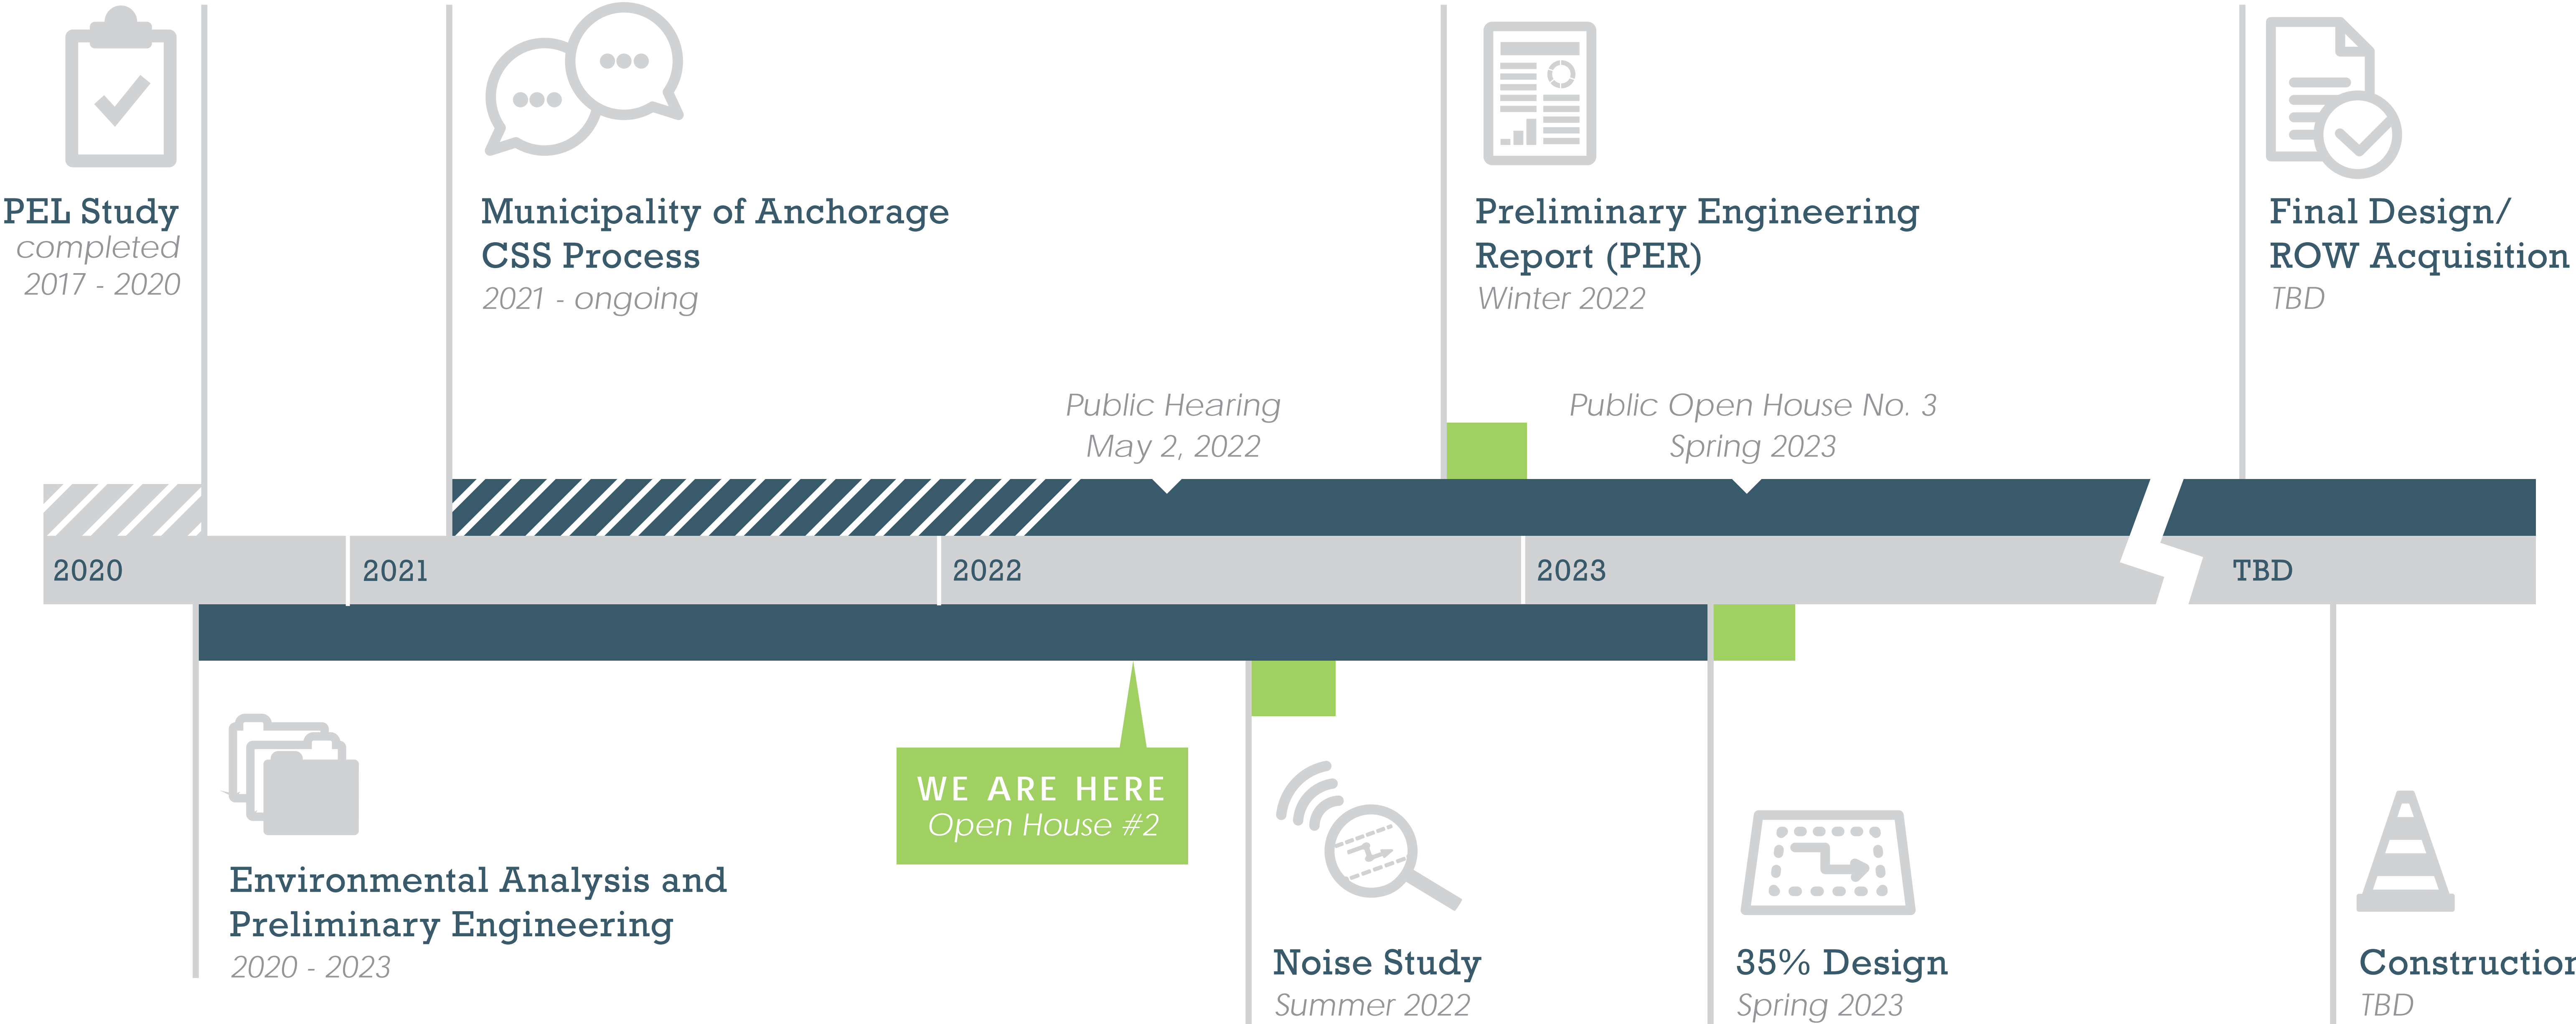 PEL Study
completed
2017 - 2020
Municipality of Anchorage
CSS Process
2021 - ongoing
Preliminary Engineering
Report (PER)
Winter 2022
Final Design/
ROW Acquisition
TBD
Public Hearing
May 2, 2022
Public Open House No. 3
Spring 2023
2020
2021
2022
2023
TBD
WE ARE HERE
Open House #2
Environmental Analysis and
Preliminary Engineering
2020 - 2023
Noise Study
Summer 2022
35% Design
Spring 2023
Construction
TBD